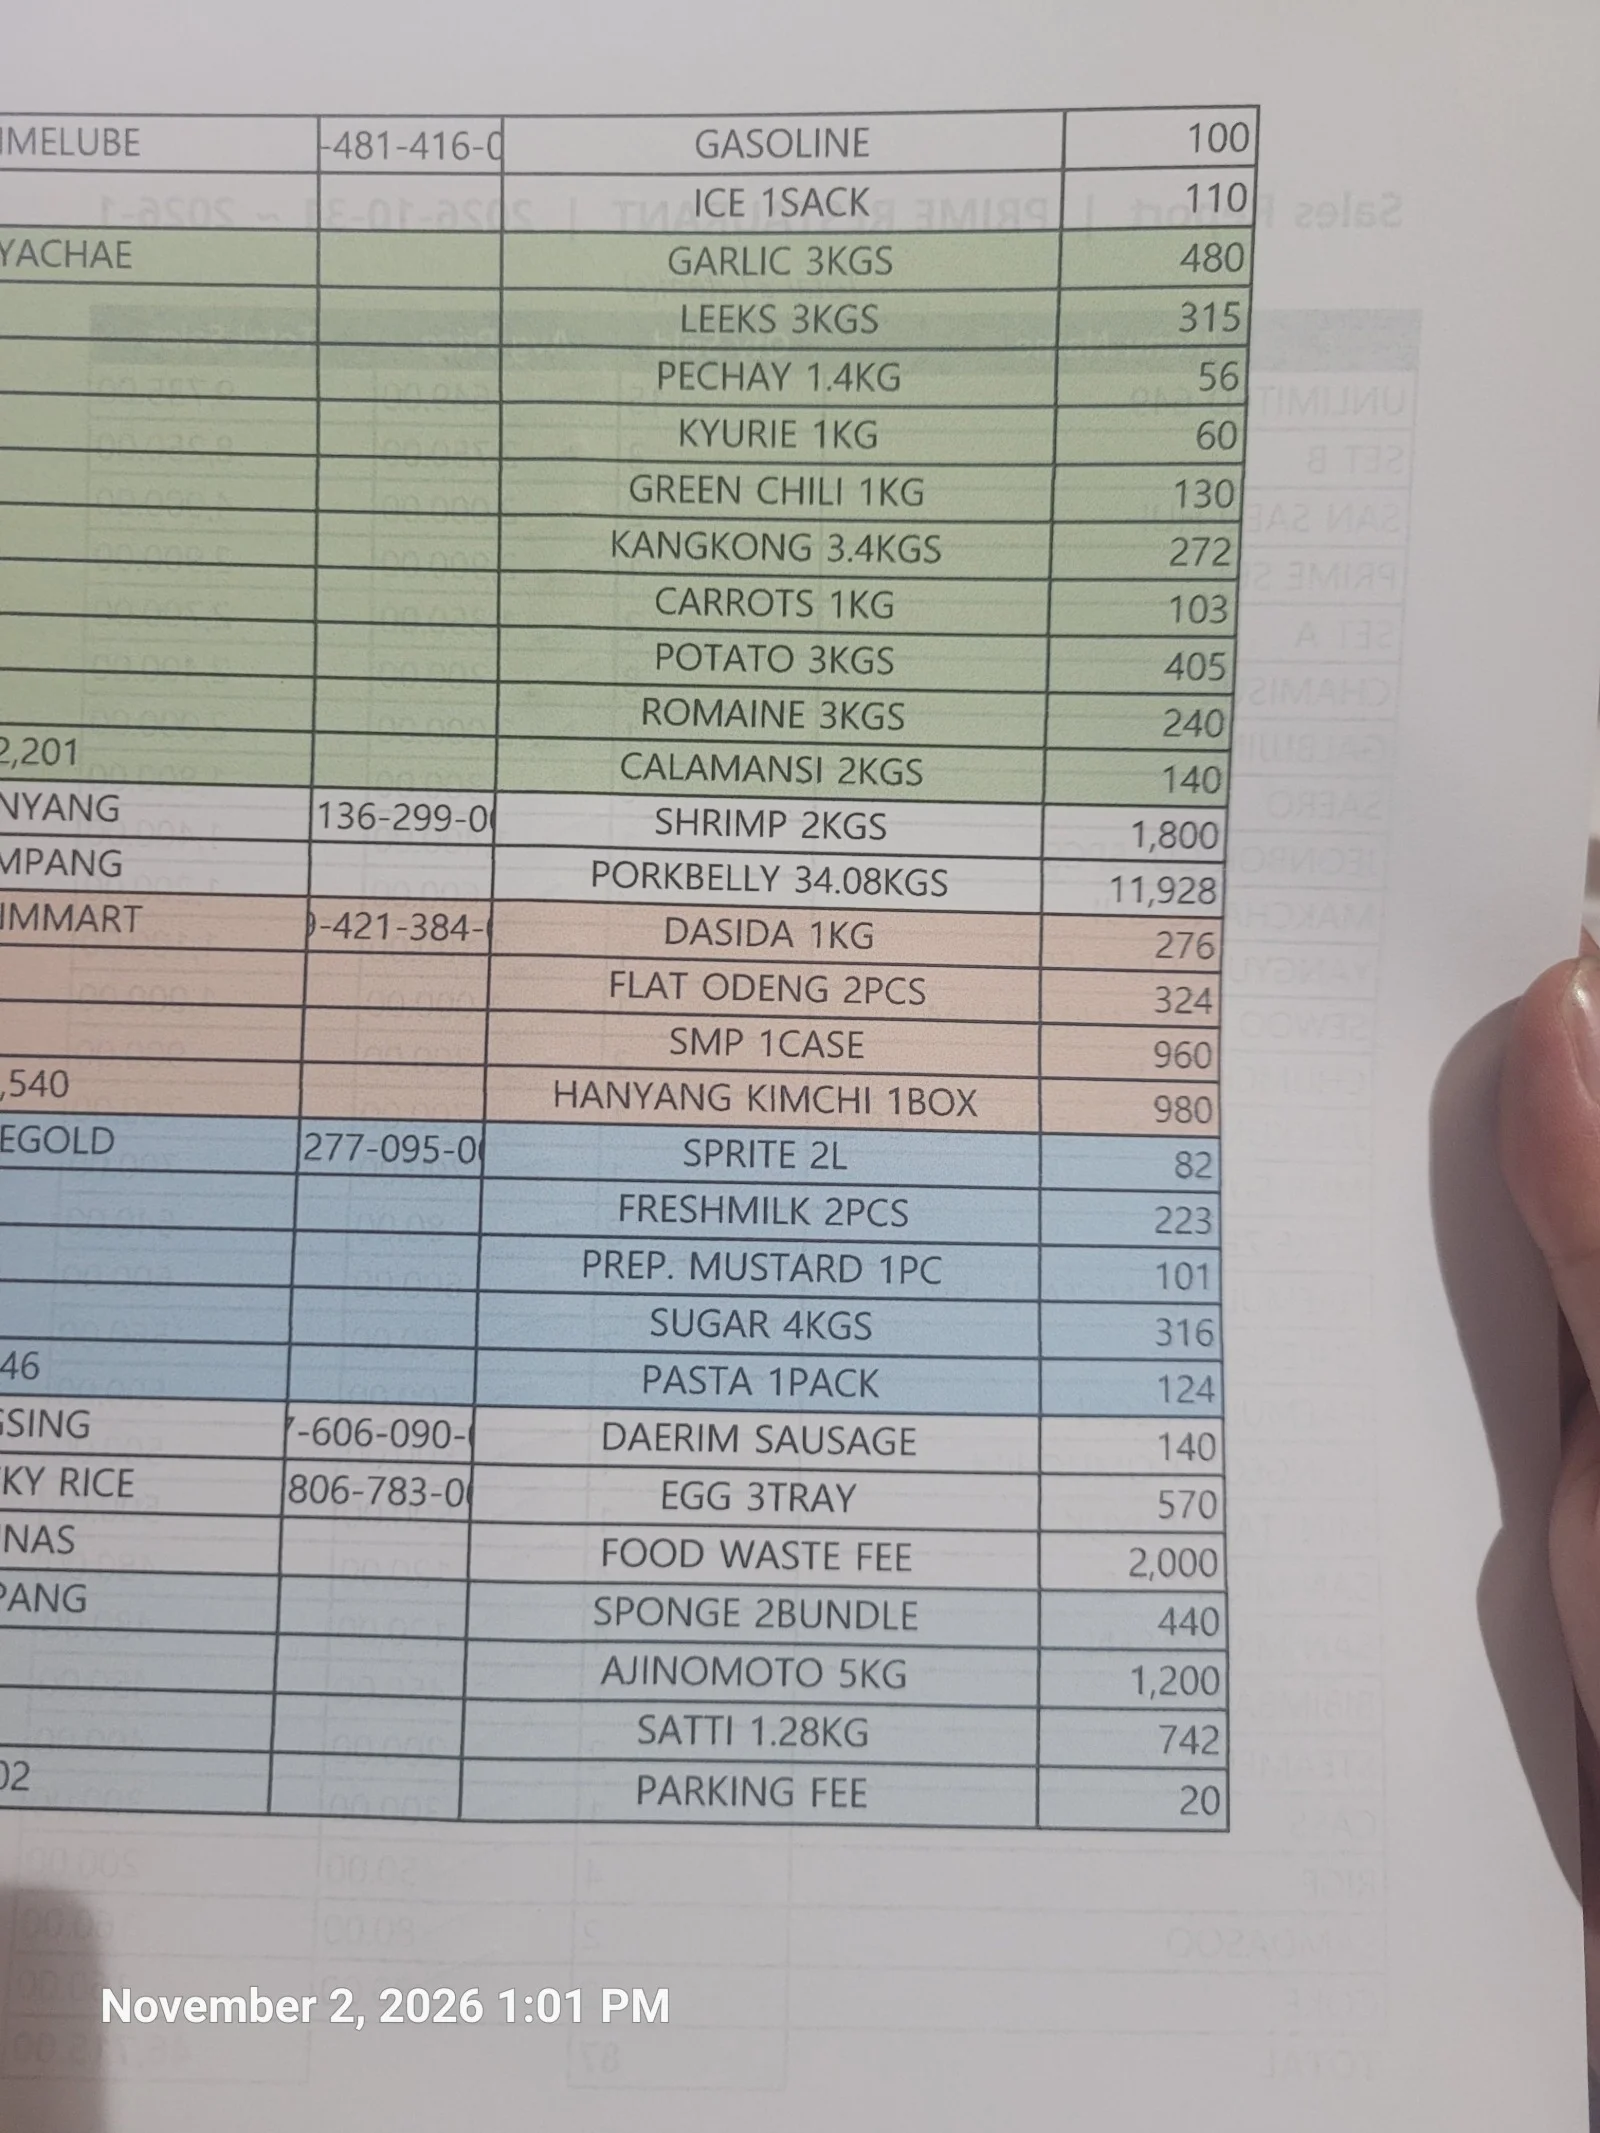 IMELUBE -481-416-0 GASOLINE 100
ICE 1SACK 110
YACHAE GARLIC 3KGS 480
LEEKS 3KGS 315
PECHAY 1.4KG 56
KYURIE 1KG 60
GREEN CHILI 1KG 130
KANGKONG 3.4KGS 272
CARROTS 1KG 103
POTATO 3KGS 405
ROMAINE 3KGS 240
2,201 CALAMANSI 2KGS 140
NYANG 136-299-0 SHRIMP 2KGS 1,800
MPANG PORKBELLY 34.08KGS 11,928
IMMART -421-384- DASIDA 1KG 276
FLAT ODENG 2PCS 324
SMP 1CASE 960
,540 HANYANG KIMCHI 1BOX 980
EGOLD 277-095-0 SPRITE 2L 82
FRESHMILK 2PCS 223
PREP. MUSTARD 1PC 101
SUGAR 4KGS 316
46 PASTA 1PACK 124
SSING -606-090- DAERIM SAUSAGE 140
KY RICE 806-783-0 EGG 3TRAY 570
NAS FOOD WASTE FEE 2,000
PANG SPONGE 2BUNDLE 440
AJINOMOTO 5KG 1,200
SATTI 1.28KG 742
02 PARKING FEE 20
November 2, 2026 1:01 PM